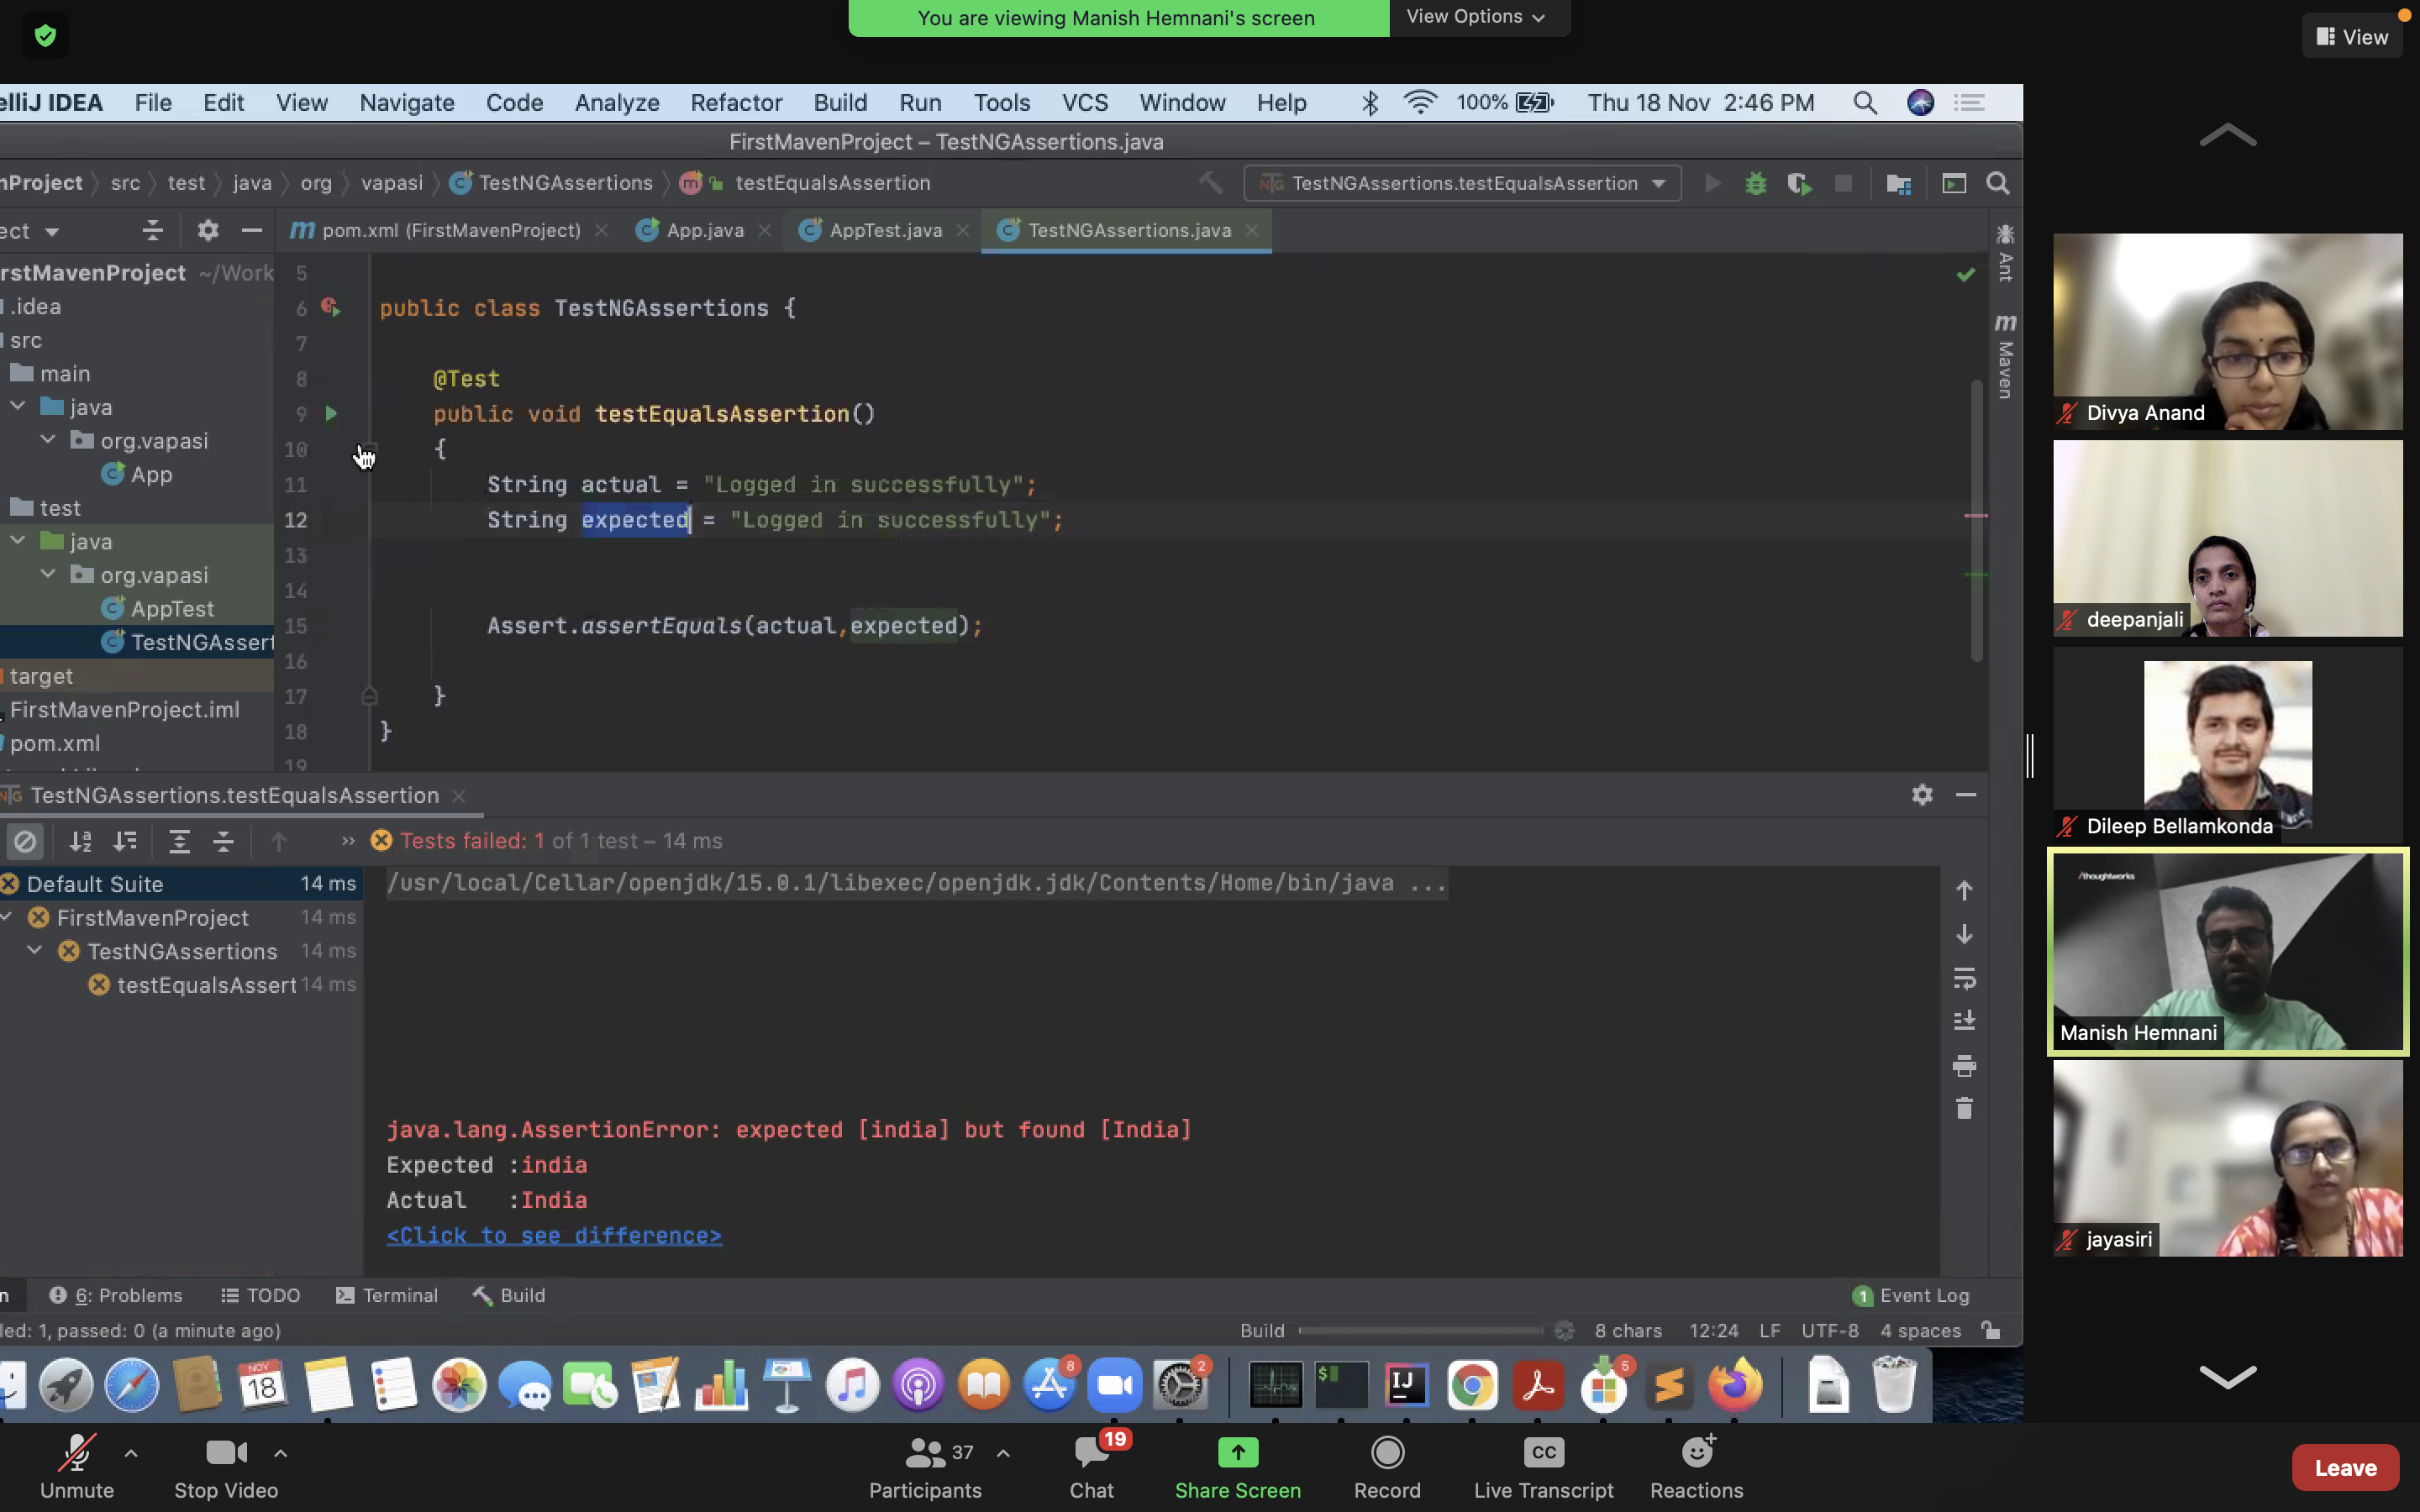 You are viewing Manish Hemnani's screen
View Options
View
elliJ IDEA File Edit View Navigate Code Analyze Refactor Build Run Tools VCS Window Help 100% Thu 18 Nov 2:46 PM
FirstMavenProject – TestNGAssertions.java
nProject src test java org vapasi TestNGAssertions m testEqualsAssertion
TestNGAssertions.testEqualsAssertion
ect
pom.xml (FirstMavenProject) App.java AppTest.java TestNGAssertions.java
Ant
Maven
rstMavenProject ~/Work
.idea
src
main
java
org.vapasi
App
test
java
org.vapasi
AppTest
TestNGAssert
target
FirstMavenProject.iml
pom.xml
5
6 public class TestNGAssertions {
7
8 @Test
9 public void testEqualsAssertion()
10 {
11 String actual = "Logged in successfully";
12 String expected = "Logged in successfully";
13
14
15 Assert.assertEquals(actual,expected);
16
17 }
18 }
19
TestNGAssertions.testEqualsAssertion
Tests failed: 1 of 1 test – 14 ms
Default Suite 14 ms
FirstMavenProject 14 ms
TestNGAssertions 14 ms
testEqualsAssert 14 ms
/usr/local/Cellar/openjdk/15.0.1/libexec/openjdk.jdk/Contents/Home/bin/java ...
java.lang.AssertionError: expected [india] but found [India]
Expected :india
Actual :India
<Click to see difference>
n 6: Problems TODO Terminal Build
1 Event Log
led: 1, passed: 0 (a minute ago)
Build 8 chars 12:24 LF UTF-8 4 spaces
NOV
18
8
2
$
IJ
5
Divya Anand
deepanjali
Dileep Bellamkonda
/thoughtworks
Manish Hemnani
jayasiri
Unmute
Stop Video
37
Participants
19
Chat
Share Screen
Record
CC
Live Transcript
Reactions
Leave